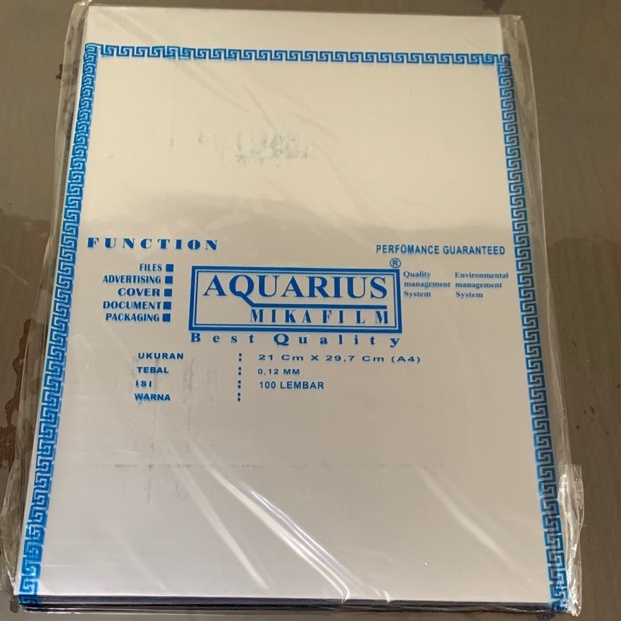 FUNCTION
FILES
ADVERTISING
COVER
DOCUMENT
PACKAGING
PERFOMANCE GUARANTEED
®
AQUARIUS
MIKAFILM
Best Quality
Quality management System
Environmental management System
UKURAN : 21 Cm X 29,7 Cm (A4)
TEBAL : 0,12 MM
ISI : 100 LEMBAR
WARNA :